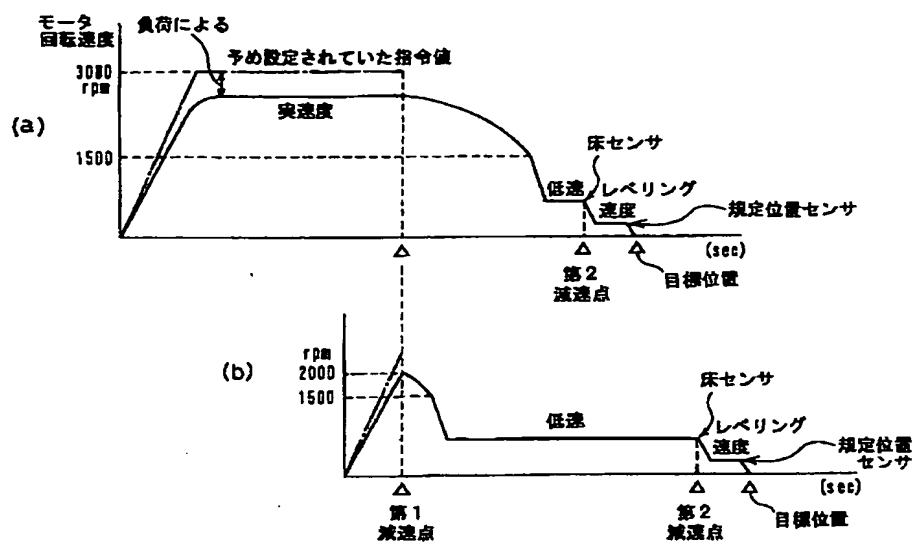 モータ
回転速度
負荷による
予め設定されていた指令値
3000
rpm
実速度
(a)
1500
床センサ
低速
レベリング
速度
規定位置センサ
(sec)
第2
減速点
目標位置
(b)
rpm
2000
1500
床センサ
低速
レベリング
速度
規定位置
センサ
(sec)
第1
減速点
第2
減速点
目標位置